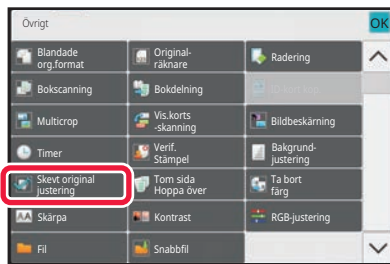 Övrigt
OK
Blandade
org.format
Original-
räknare
Radering
Bokscanning
Bokdelning
Multicrop
Vis.korts
-skanning
Bildbeskärning
Timer
Verif.
Stämpel
Bakgrund-
justering
Skevt original
justering
Tom sida
Hoppa över
Ta bort
färg
Skärpa
Kontrast
RGB-justering
Fil
Snabbfil